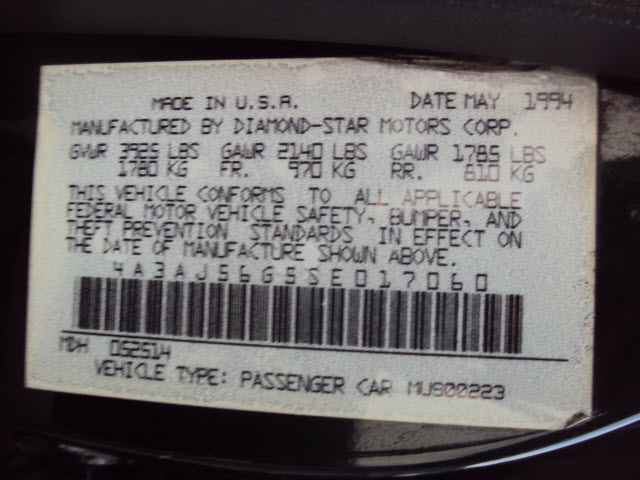 MADE IN U.S.A. DATE MAY 1994
MANUFACTURED BY DIAMOND-STAR MOTORS CORP.
GVWR 3925 LBS GAWR 2140 LBS GAWR 1785 LBS
1780 KG FR. 970 KG RR. 810 KG
THIS VEHICLE CONFORMS TO ALL APPLICABLE
FEDERAL MOTOR VEHICLE SAFETY, BUMPER, AND
THEFT PREVENTION STANDARDS IN EFFECT ON
THE DATE OF MANUFACTURE SHOWN ABOVE.
4A3AJ56G5SE017060
MDH 052514
VEHICLE TYPE: PASSENGER CAR MU900223